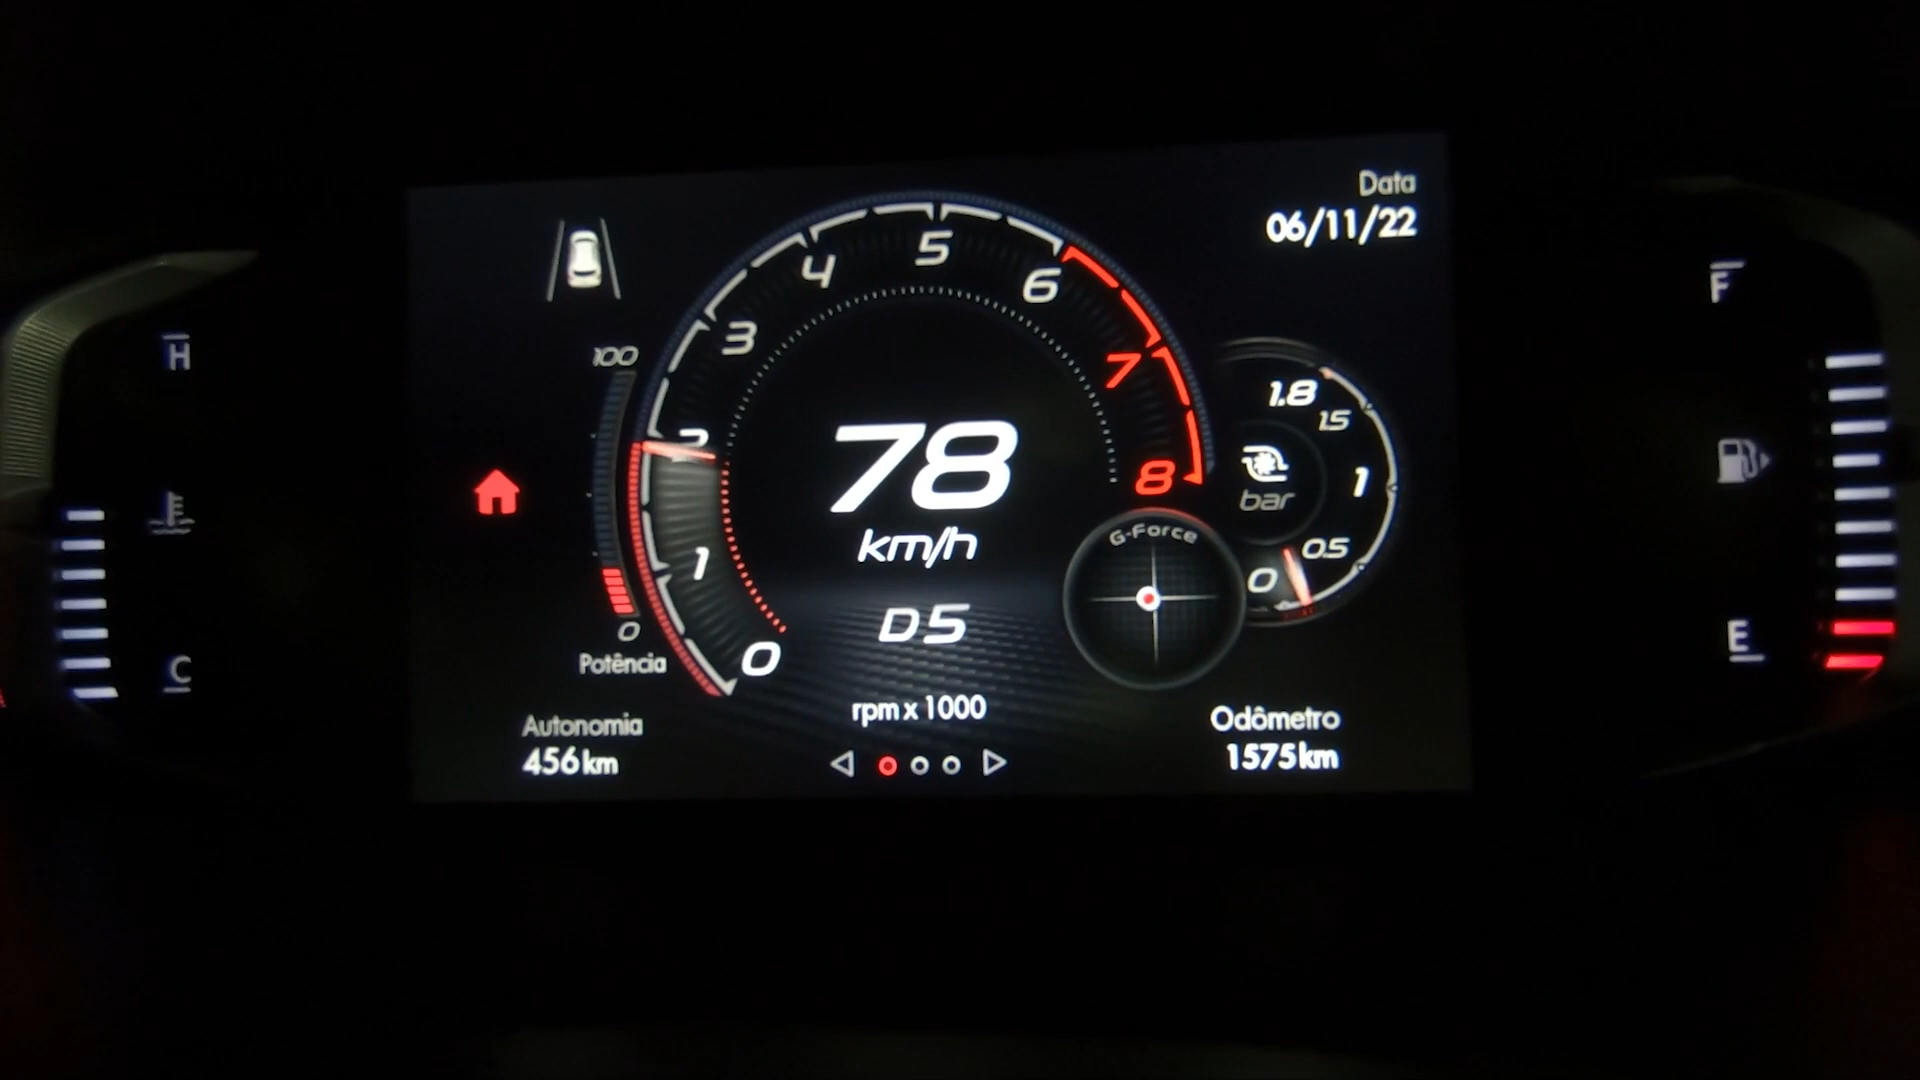 Data
06/11/22
F
H
100
4
5
6
3
7
2
1
8
0
78
km/h
D5
rpm x 1000
0
Potência
1.8
1.5
1
bar
0.5
0
G-Force
C
E
Autonomia
456 km
Odômetro
1575 km